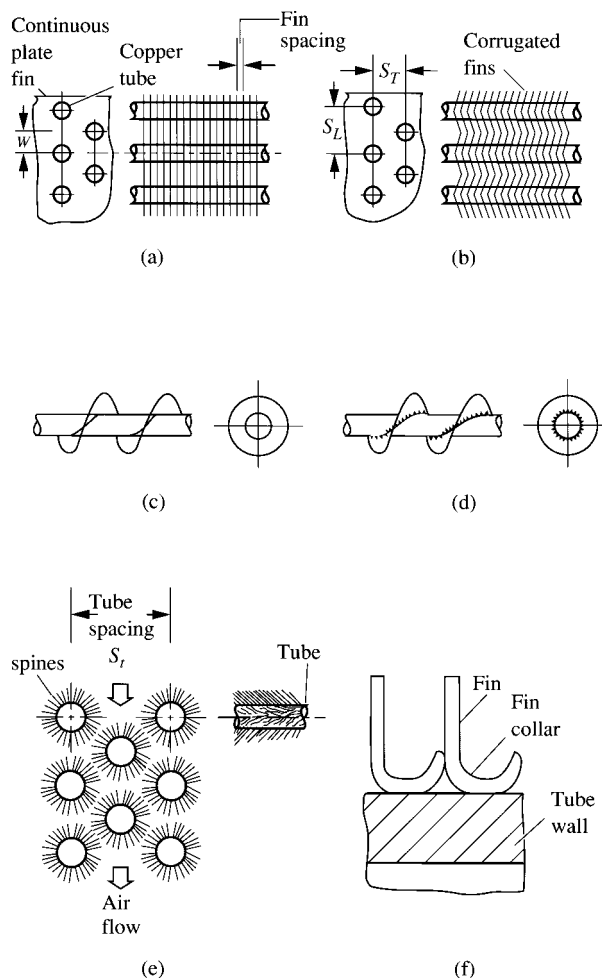 Continuous
plate
fin
Copper
tube
Fin
spacing
w
(a)
Corrugated
fins
S_T
S_L
(b)
(c)
(d)
Tube
spacing
S_t
spines
Tube
Air
flow
(e)
Fin
Fin
collar
Tube
wall
(f)